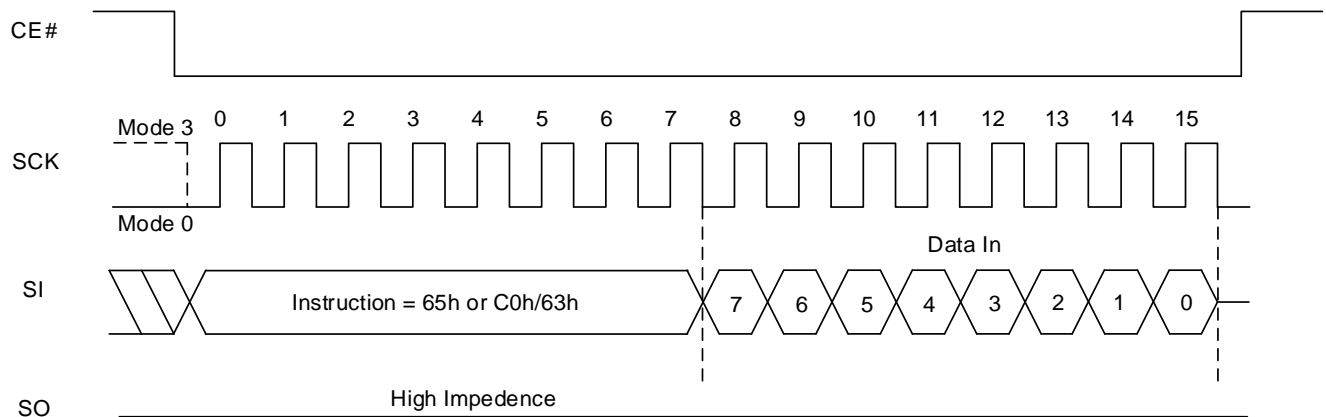 CE#
Mode 3
0 1 2 3 4 5 6 7 8 9 10 11 12 13 14 15
SCK
Mode 0
Data In
SI
Instruction = 65h or C0h/63h
7 6 5 4 3 2 1 0
High Impedence
SO